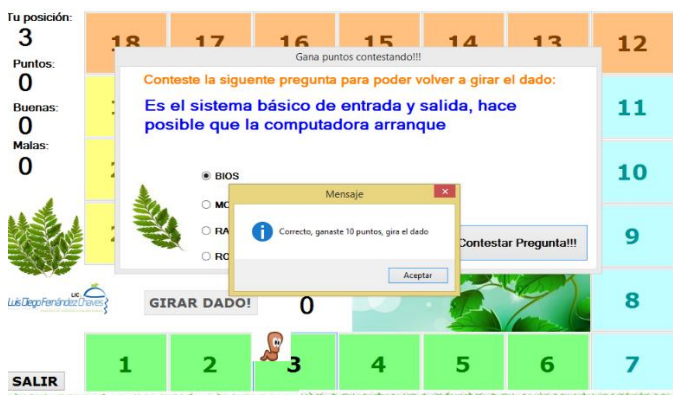 Tu posición:
3
Puntos:
0
Buenas:
0
Malas:
0
18 17 16 15 14 13 12
Gana puntos contestando!!!
Conteste la siguente pregunta para poder volver a girar el dado:
Es el sistema básico de entrada y salida, hace
posible que la computadora arranque
11
10
BIOS
Mensaje
Correcto, ganaste 10 puntos, gira el dado
Aceptar
Contestar Pregunta!!!
9
LIC
Luis Diego Fernández Chaves
GIRAR DADO!
0
8
1 2 3 4 5 6 7
SALIR